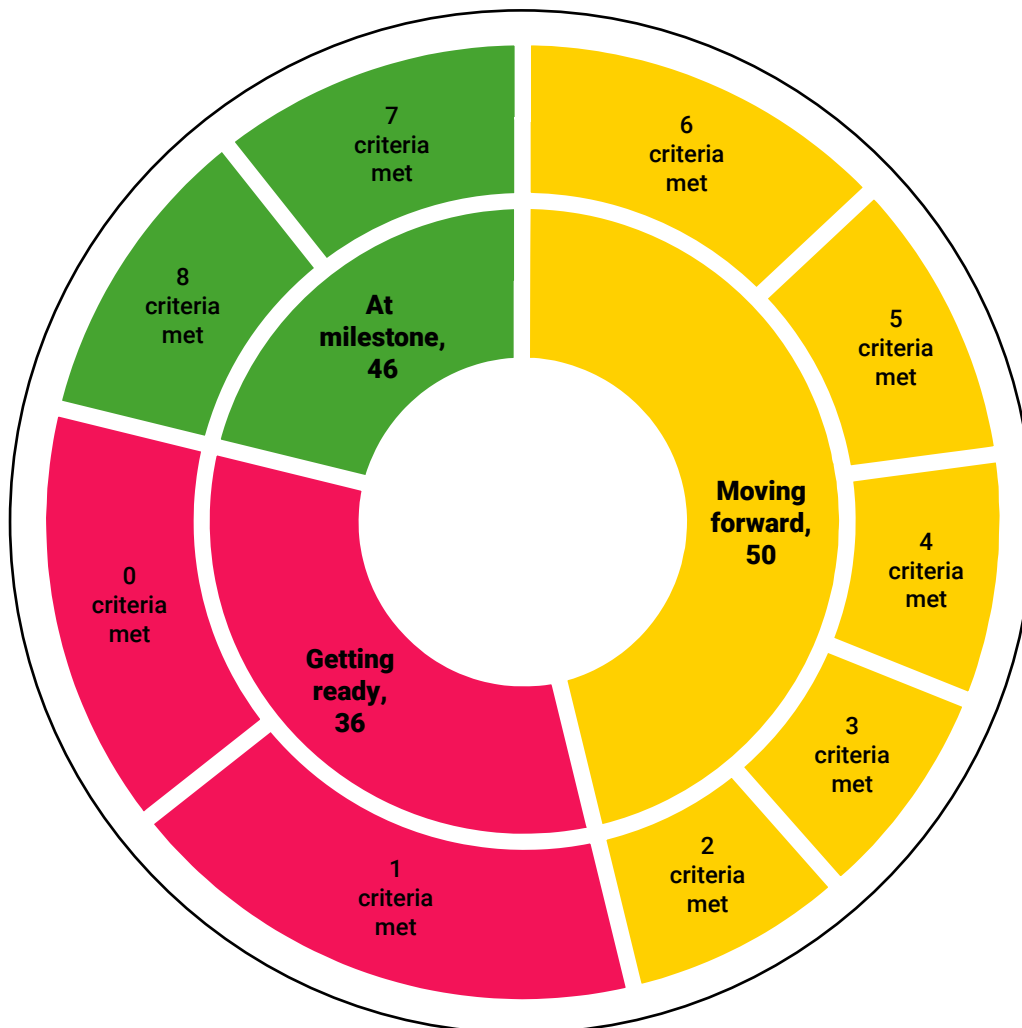 7
criteria
met
6
criteria
met
8
criteria
met
At
milestone,
46
5
criteria
met
Moving
forward,
50
4
criteria
met
0
criteria
met
Getting
ready,
36
3
criteria
met
2
criteria
met
1
criteria
met